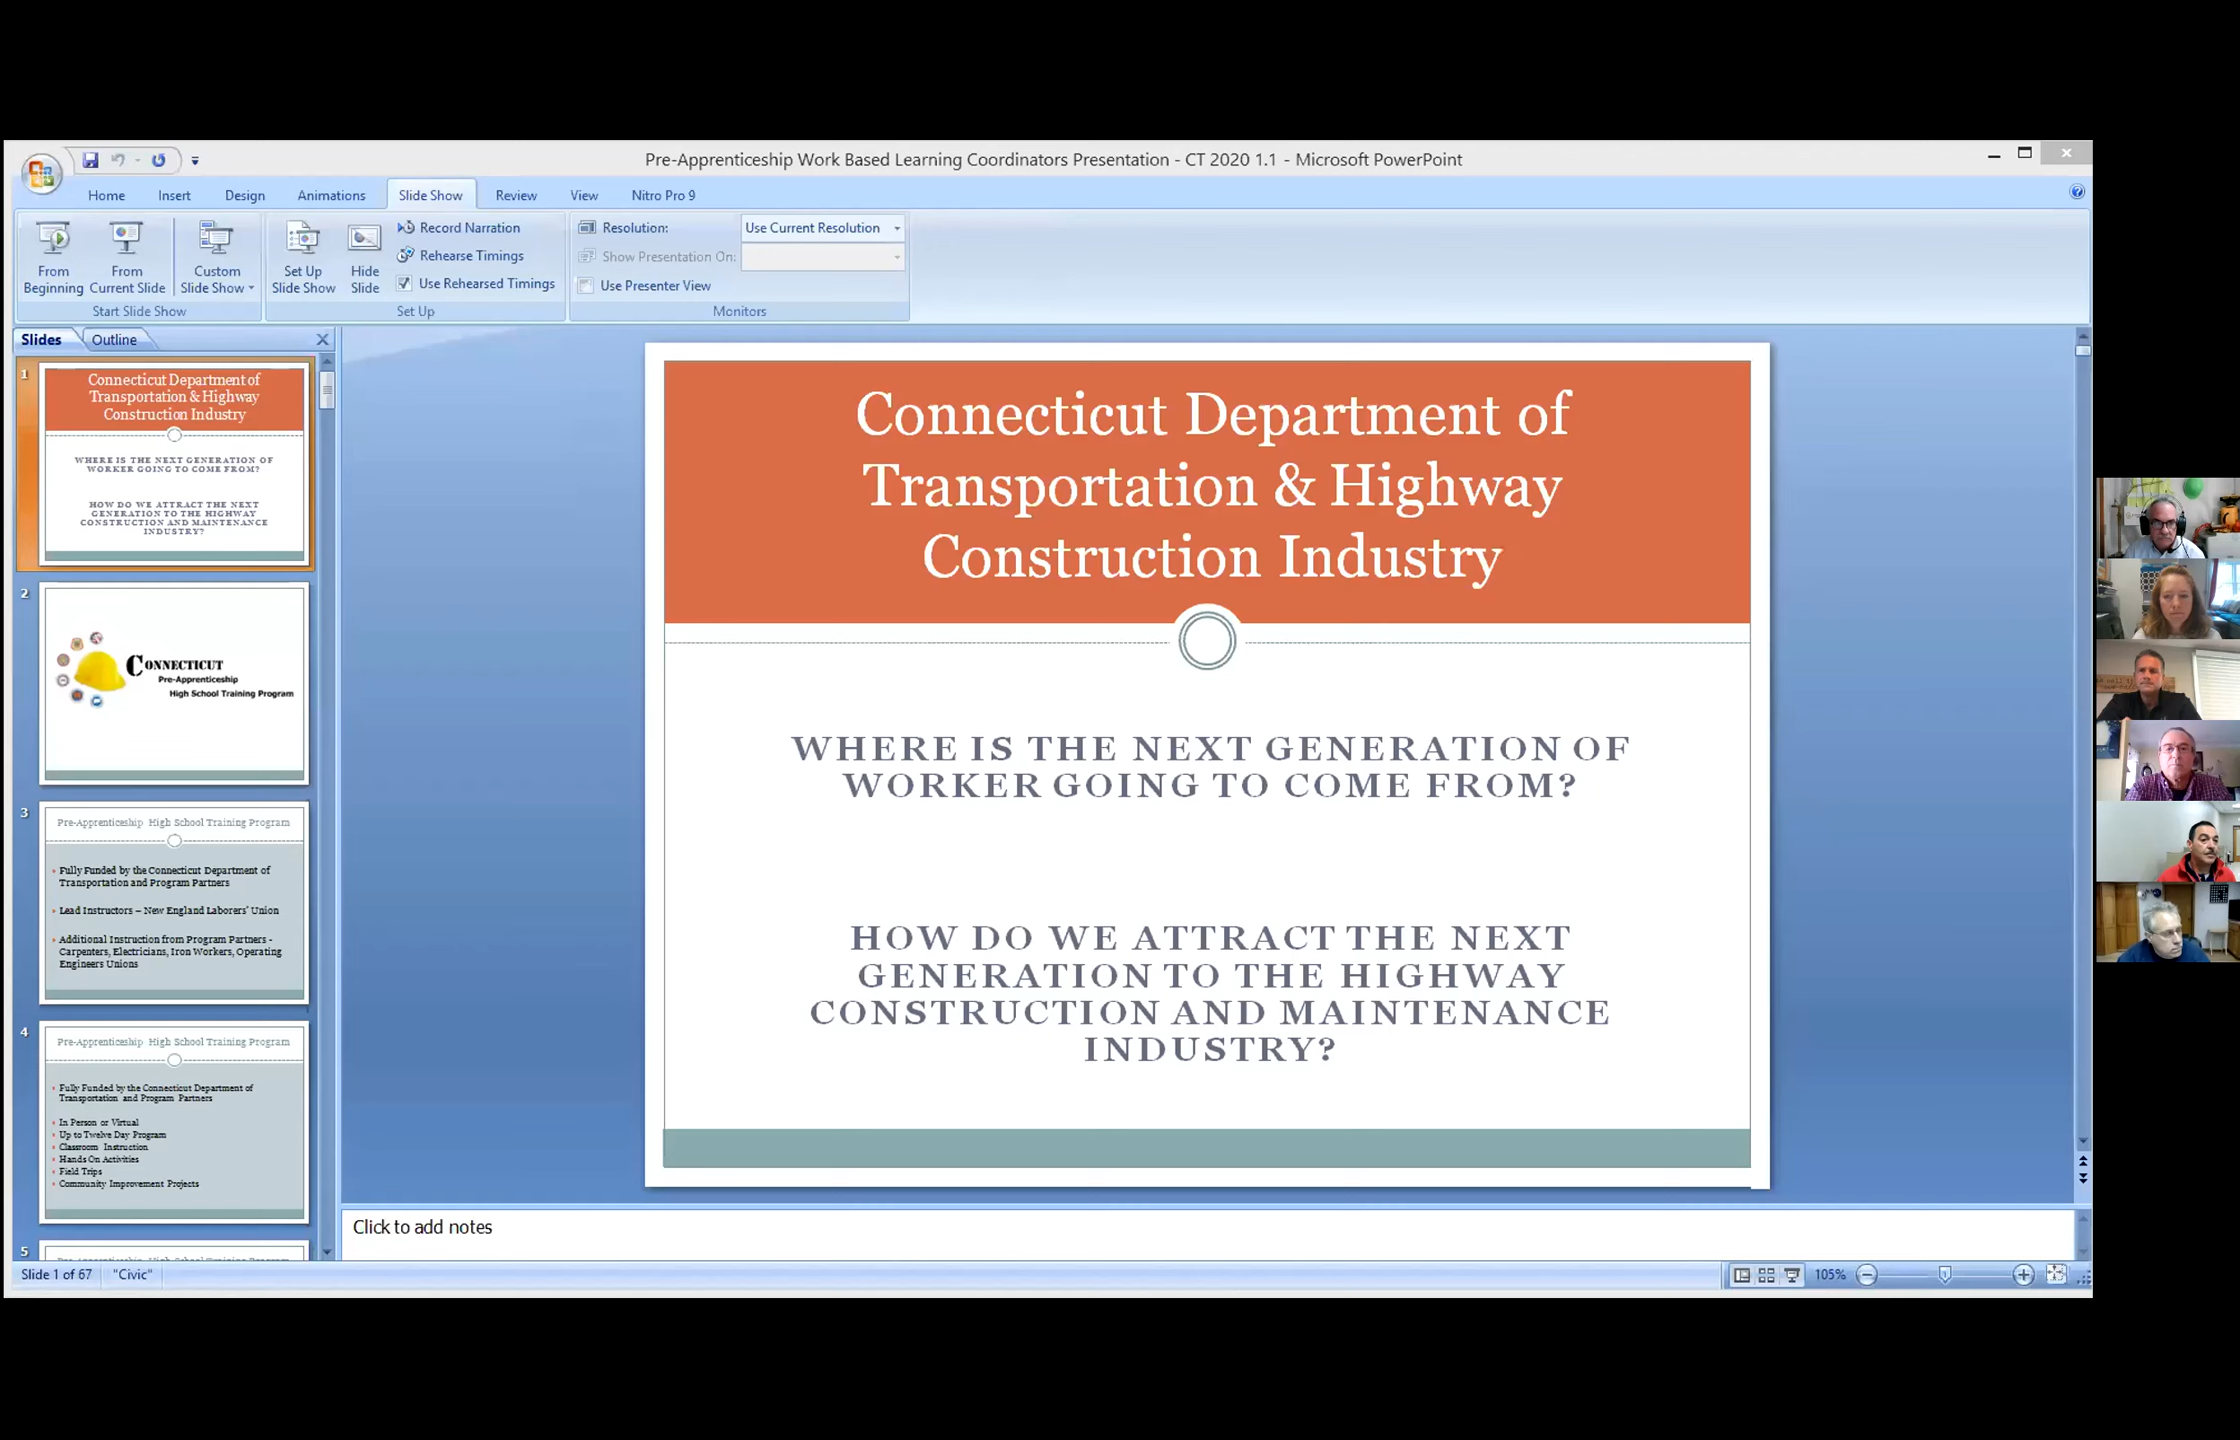 Pre-Apprenticeship Work Based Learning Coordinators Presentation - CT 2020 1.1 - Microsoft PowerPoint
Home Insert Design Animations Slide Show Review View Nitro Pro 9
From Beginning
From Current Slide
Custom Slide Show
Start Slide Show
Set Up Slide Show
Hide Slide
Record Narration
Rehearse Timings
Use Rehearsed Timings
Set Up
Resolution: Use Current Resolution
Show Presentation On:
Use Presenter View
Monitors
Slides Outline
1
Connecticut Department of
Transportation & Highway
Construction Industry
WHERE IS THE NEXT GENERATION OF
WORKER GOING TO COME FROM?
HOW DO WE ATTRACT THE NEXT
GENERATION TO THE HIGHWAY
CONSTRUCTION AND MAINTENANCE
INDUSTRY?
2
CONNECTICUT
Pre-Apprenticeship
High School Training Program
3
Pre-Apprenticeship High School Training Program
Fully Funded by the Connecticut Department of
Transportation and Program Partners
Lead Instructors – New England Laborers' Union
Additional Instruction from Program Partners -
Carpenters, Electricians, Iron Workers, Operating
Engineers Unions
4
Pre-Apprenticeship High School Training Program
Fully Funded by the Connecticut Department of
Transportation and Program Partners
In Person or Virtual
Up to Twelve Day Program
Classroom Instruction
Hands On Activities
Field Trips
Community Improvement Projects
5
Pre-Apprenticeship High School Training Program
Connecticut Department of
Transportation & Highway
Construction Industry
WHERE IS THE NEXT GENERATION OF
WORKER GOING TO COME FROM?
HOW DO WE ATTRACT THE NEXT
GENERATION TO THE HIGHWAY
CONSTRUCTION AND MAINTENANCE
INDUSTRY?
Click to add notes
Slide 1 of 67 "Civic" 105%